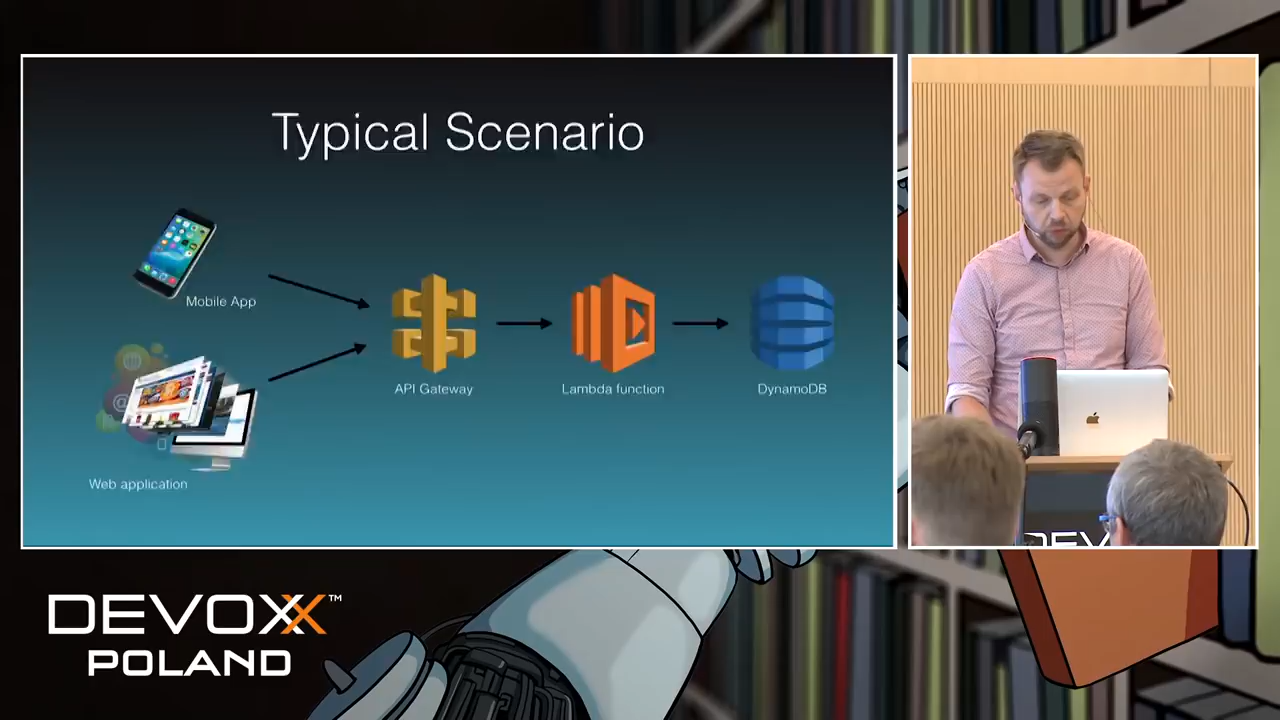 Typical Scenario
Mobile App
API Gateway
Lambda function
DynamoDB
Web application
DEVOXX™
POLAND